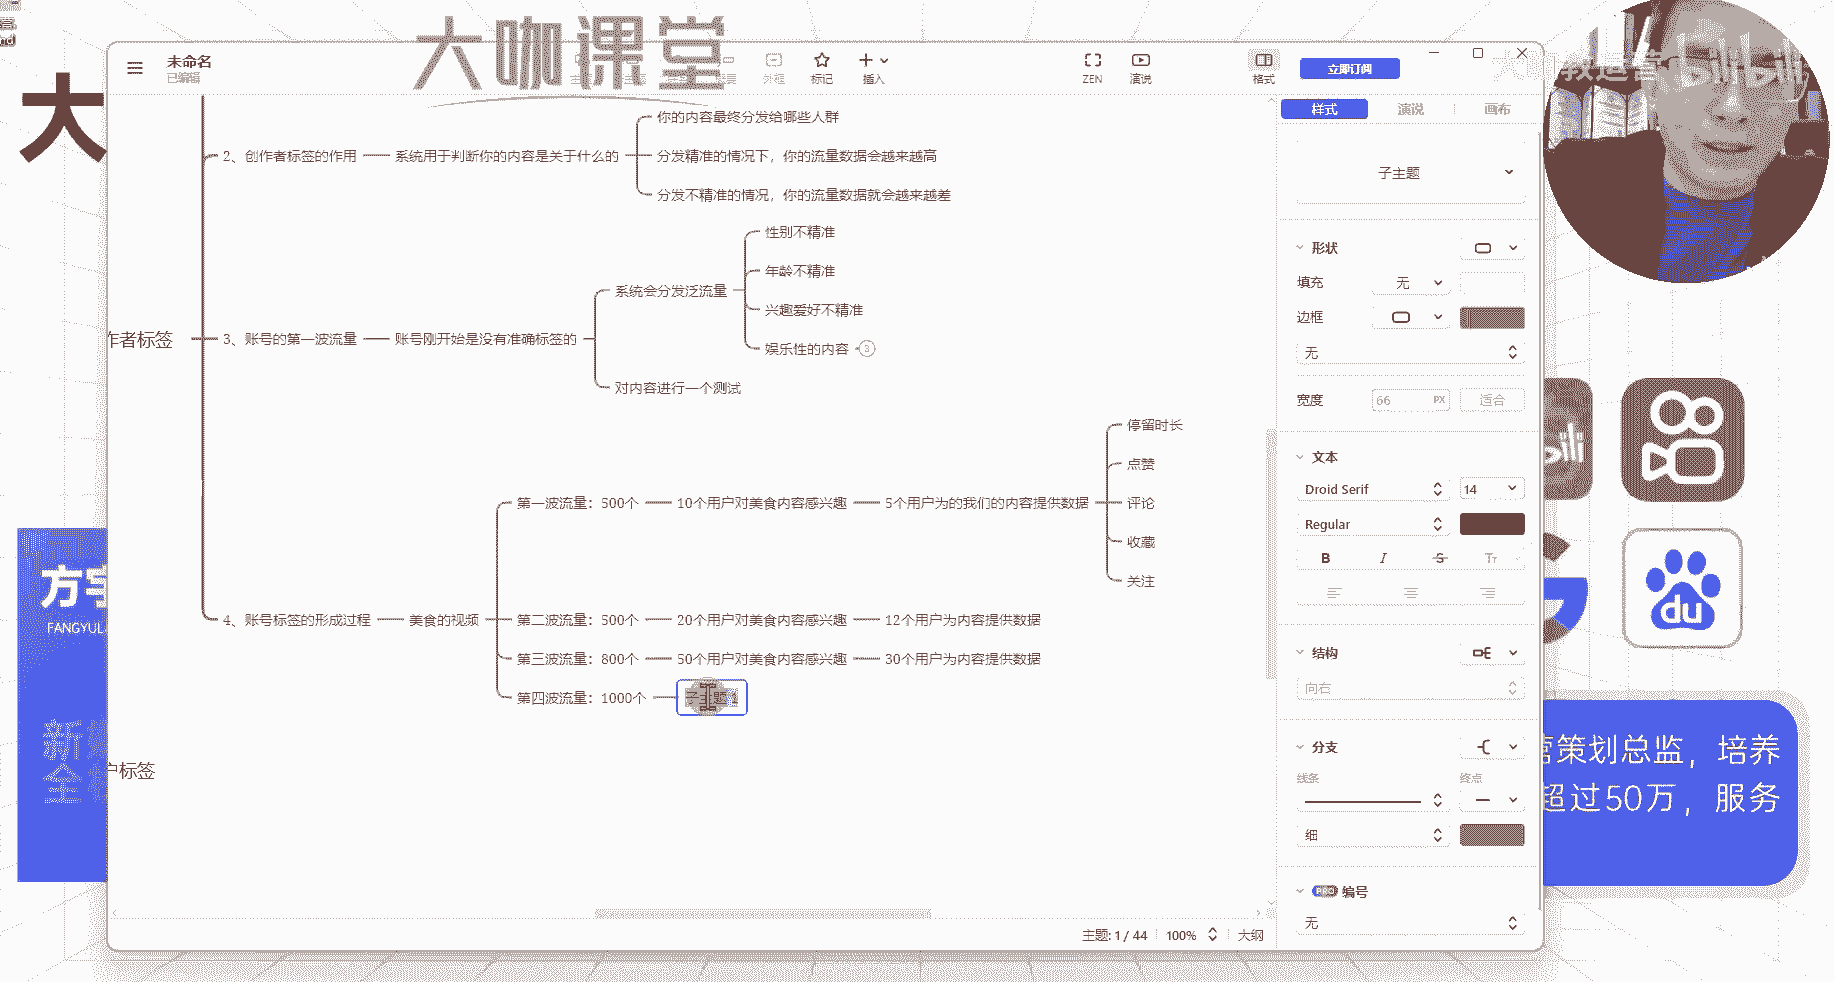 大咖课堂
未命名
已编辑
外框
标记
插入
ZEN
演说
格式
立即订阅
教运营
bilibili
大
样式
演说
画布
你的内容最终分发给哪些人群
2、创作者标签的作用
系统用于判断你的内容是关于什么的
分发精准的情况下，你的流量数据会越来越高
分发不精准的情况，你的流量数据就会越来越差
子主题
性别不精准
年龄不精准
系统会分发泛流量
兴趣爱好不精准
作者标签
3、账号的第一波流量
账号刚开始是没有准确标签的
娱乐性的内容
3
对内容进行一个测试
形状
填充
无
边框
无
宽度
66
PX
适合
停留时长
点赞
第一波流量：500个
10个用户对美食内容感兴趣
5个用户为的我们的内容提供数据
评论
收藏
关注
4、账号标签的形成过程
美食的视频
第二波流量：500个
20个用户对美食内容感兴趣
12个用户为内容提供数据
第三波流量：800个
50个用户对美食内容感兴趣
30个用户为内容提供数据
第四波流量：1000个
子主题 1
户标签
文本
Droid Serif
14
Regular
B
I
S
Tт
结构
向右
分支
线条
终点
细
PRO
编号
无
主题: 1 / 44
100%
大纲
方
FANGYU
新
全
du
营策划总监，培养
超过50万，服务